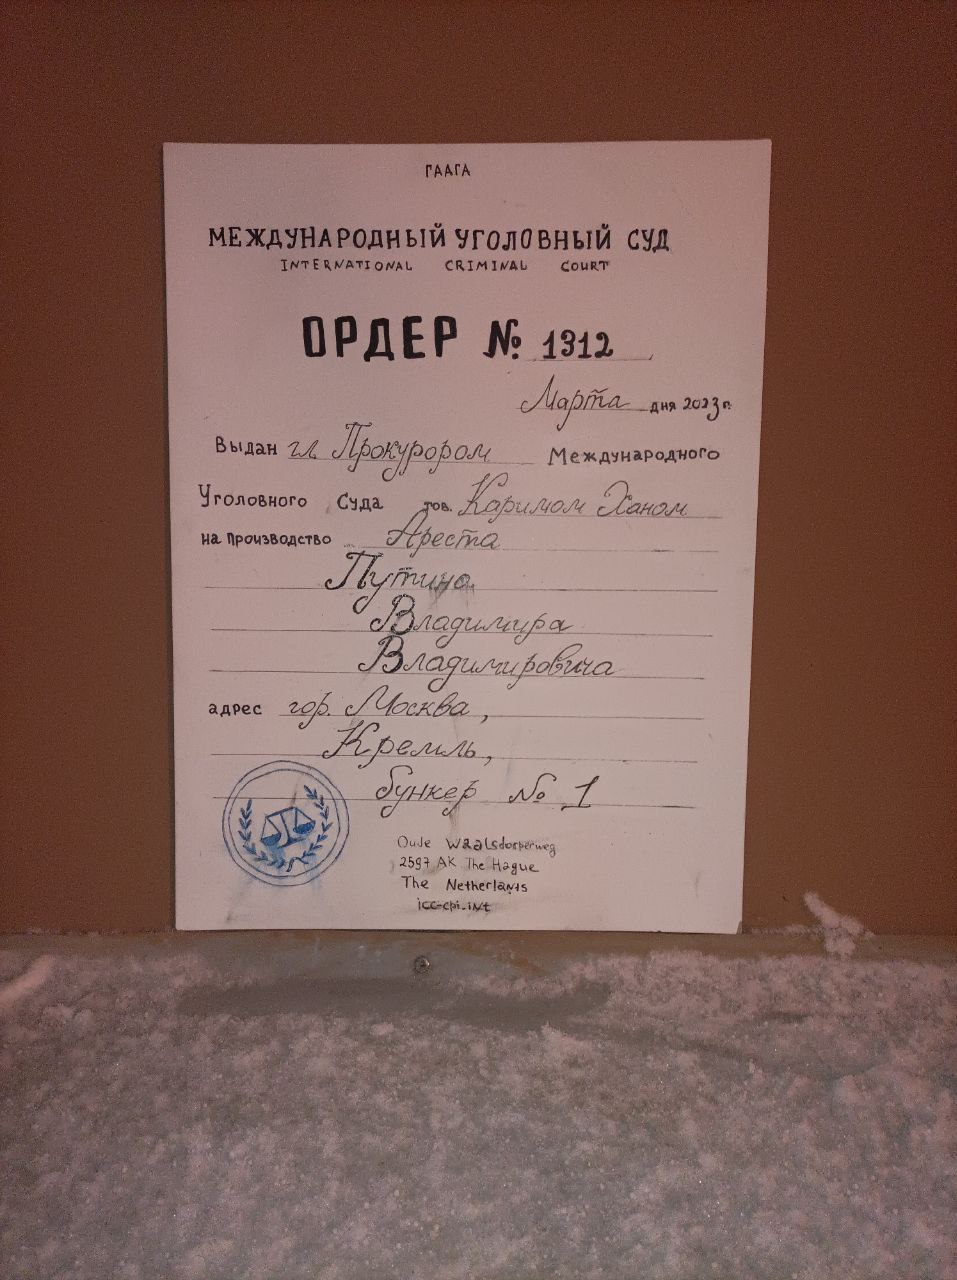 ГААГА
МЕЖДУНАРОДНЫЙ УГОЛОВНЫЙ СУД
INTERNATIONAL CRIMINAL COURT
ОРДЕР № 1312
Марта дня 2023 г.
Выдан гл. Прокурором Международного
Уголовного Суда тов. Каримом Ханом
на производство Ареста
Путина
Владимира
Владимировича
адрес гор. Москва,
Кремль,
бункер № 1
Oude Waalsdorperweg
2597 AK The Hague
The Netherlands
icc-cpi.int